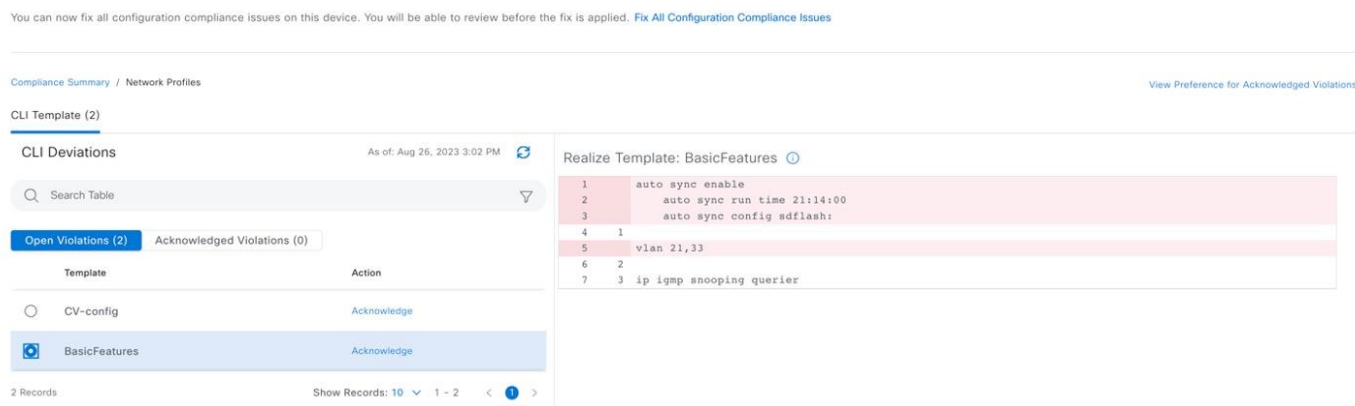 You can now fix all configuration compliance issues on this device. You will be able to review before the fix is applied. Fix All Configuration Compliance Issues
Compliance Summary / Network Profiles
View Preference for Acknowledged Violations
CLI Template (2)
CLI Deviations
As of: Aug 26, 2023 3:02 PM
Search Table
Open Violations (2) Acknowledged Violations (0)
Template Action
CV-config Acknowledge
BasicFeatures Acknowledge
2 Records Show Records: 10 1 - 2 < 1 >
Realize Template: BasicFeatures
1 auto sync enable
2 auto sync run time 21:14:00
3 auto sync config sdflash:
4 1
5 vlan 21,33
6 2
7 3 ip igmp snooping querier